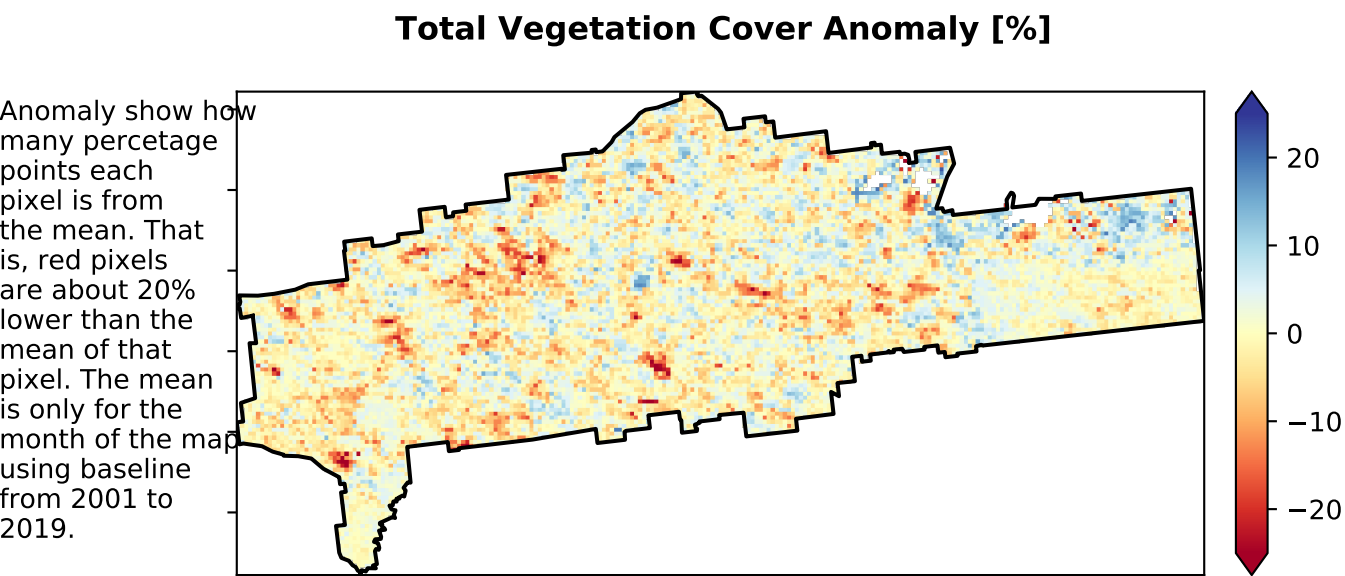 Total Vegetation Cover Anomaly [%]
Anomaly show how
many percetage
points each
pixel is from
the mean. That
is, red pixels
are about 20%
lower than the
mean of that
pixel. The mean
is only for the
month of the map
using baseline
from 2001 to
2019.
20
10
0
−10
−20